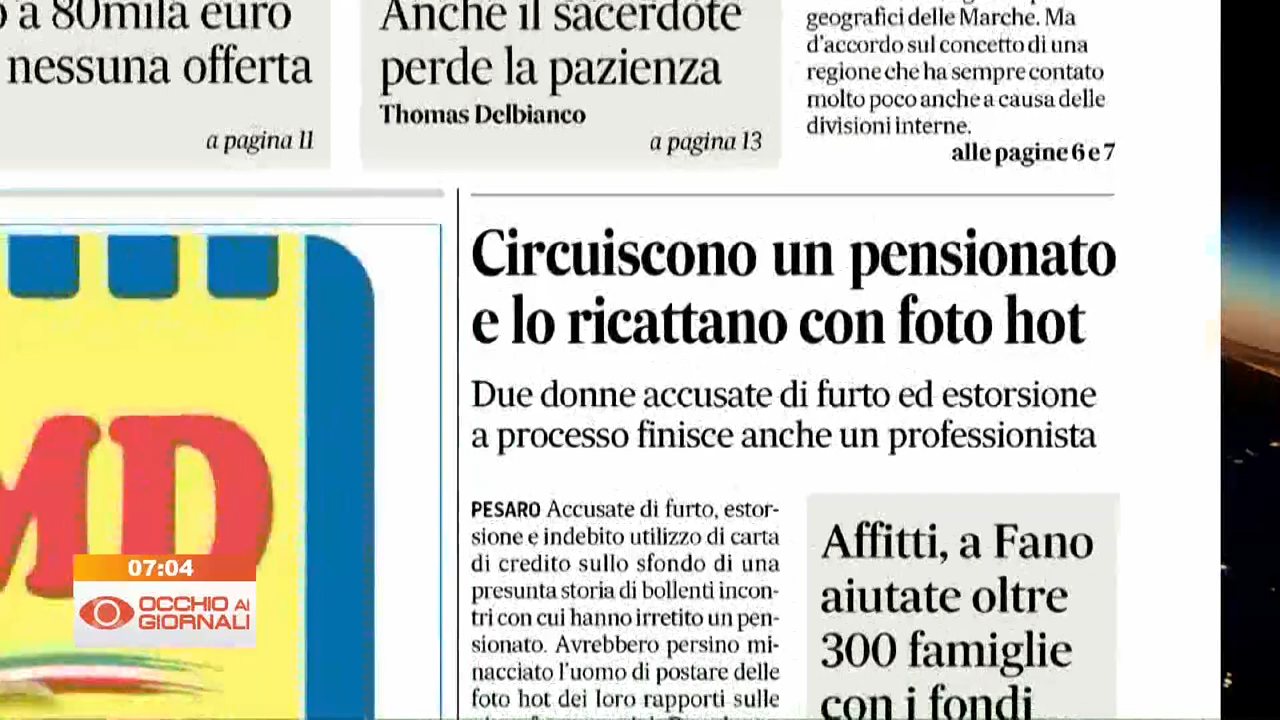 a 80mila euro
nessuna offerta
a pagina 11
Anche il sacerdote
perde la pazienza
Thomas Delbianco
a pagina 13
geografici delle Marche. Ma
d'accordo sul concetto di una
regione che ha sempre contato
molto poco anche a causa delle
divisioni interne.
alle pagine 6 e 7
Circuiscono un pensionato
e lo ricattano con foto hot
Due donne accusate di furto ed estorsione
a processo finisce anche un professionista
PESARO Accusate di furto, estor-
sione e indebito utilizzo di carta
di credito sullo sfondo di una
presunta storia di bollenti incon-
tri con cui hanno irretito un pen-
sionato. Avrebbero persino mi-
nacciato l'uomo di postare delle
foto hot dei loro rapporti sulle
Affitti, a Fano
aiutate oltre
300 famiglie
con i fondi
MD
07:04
OCCHIO AI
GIORNALI